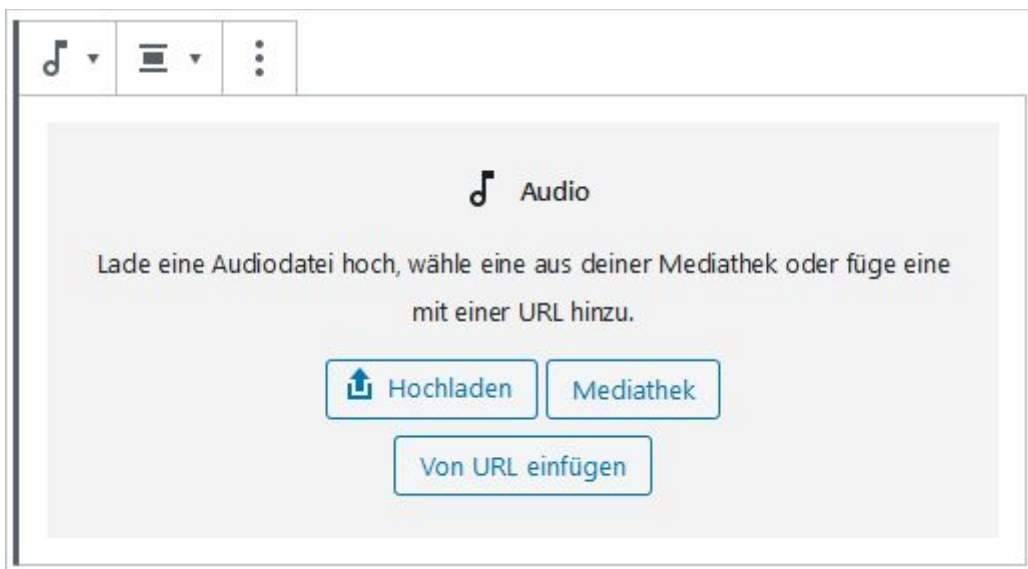 Audio
Lade eine Audiodatei hoch, wähle eine aus deiner Mediathek oder füge eine
mit einer URL hinzu.
Hochladen
Mediathek
Von URL einfügen